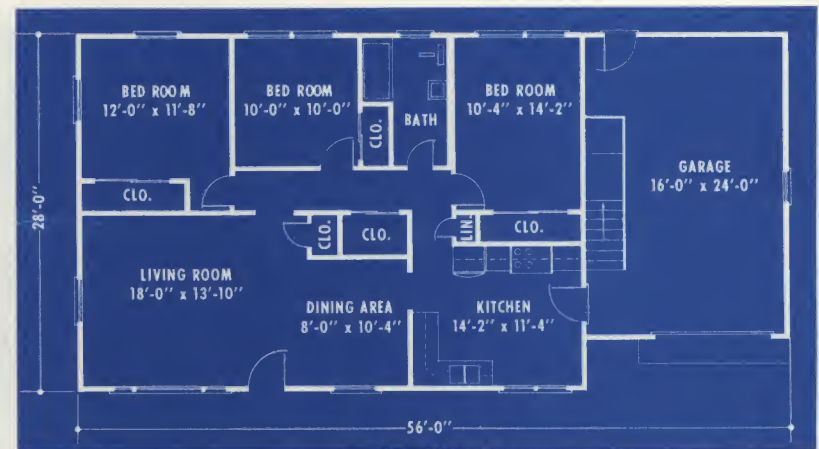 BED ROOM
12'-0" x 11'-8"
BED ROOM
10'-0" x 10'-0"
CLO.
BATH
BED ROOM
10'-4" x 14'-2"
GARAGE
16'-0" x 24'-0"
CLO.
28'-0"
CLO.
CLO.
LIN.
CLO.
LIVING ROOM
18'-0" x 13'-10"
DINING AREA
8'-0" x 10'-4"
KITCHEN
14'-2" x 11'-4"
56'-0"